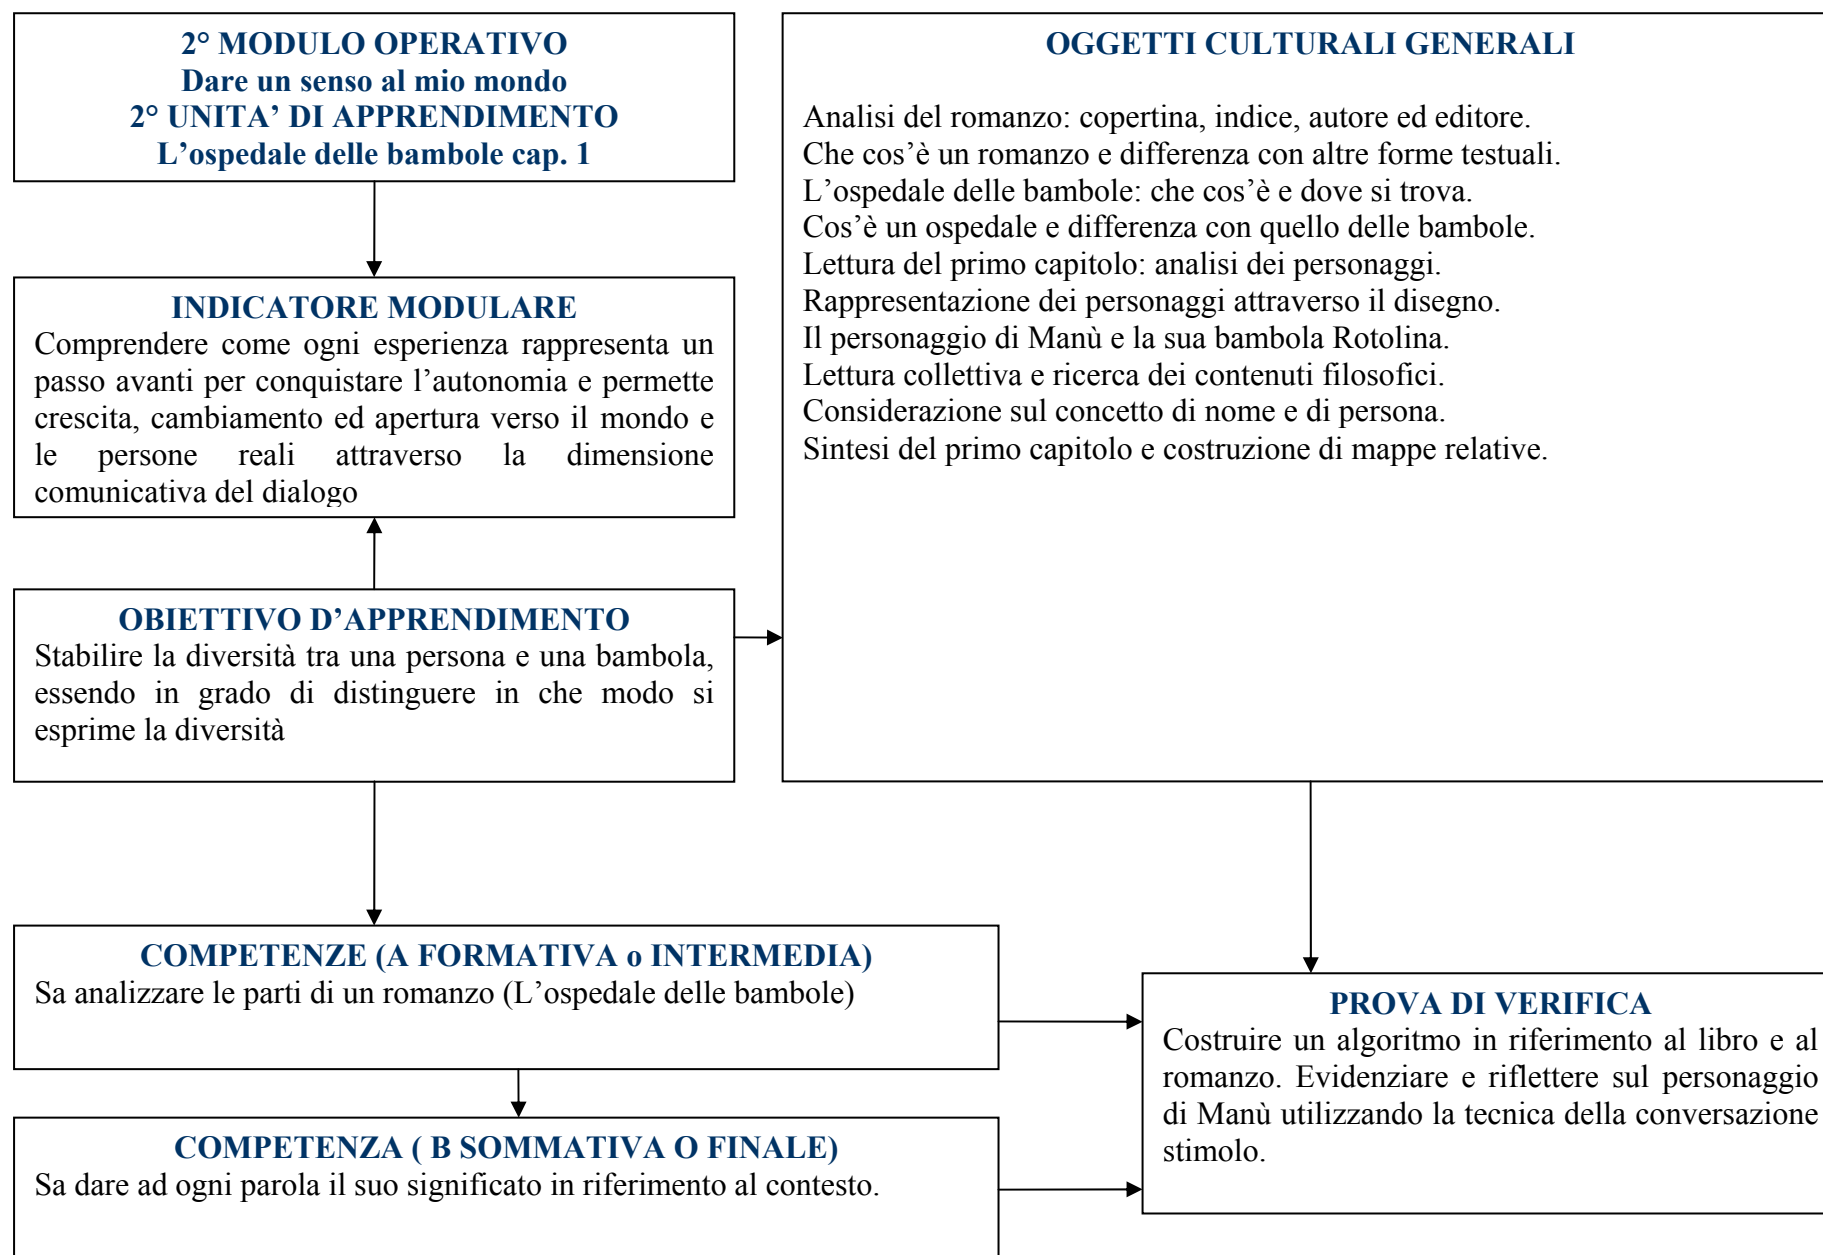 2° MODULO OPERATIVO
Dare un senso al mio mondo
2° UNITA’ DI APPRENDIMENTO
L’ospedale delle bambole cap. 1
OGGETTI CULTURALI GENERALI
Analisi del romanzo: copertina, indice, autore ed editore.
Che cos’è un romanzo e differenza con altre forme testuali.
L’ospedale delle bambole: che cos’è e dove si trova.
Cos’è un ospedale e differenza con quello delle bambole.
Lettura del primo capitolo: analisi dei personaggi.
Rappresentazione dei personaggi attraverso il disegno.
Il personaggio di Manù e la sua bambola Rotolina.
Lettura collettiva e ricerca dei contenuti filosofici.
Considerazione sul concetto di nome e di persona.
Sintesi del primo capitolo e costruzione di mappe relative.
INDICATORE MODULARE
Comprendere come ogni esperienza rappresenta un
passo avanti per conquistare l’autonomia e permette
crescita, cambiamento ed apertura verso il mondo e
le persone reali attraverso la dimensione
comunicativa del dialogo
OBIETTIVO D’APPRENDIMENTO
Stabilire la diversità tra una persona e una bambola,
essendo in grado di distinguere in che modo si
esprime la diversità
COMPETENZE (A FORMATIVA o INTERMEDIA)
Sa analizzare le parti di un romanzo (L’ospedale delle bambole)
COMPETENZA ( B SOMMATIVA O FINALE)
Sa dare ad ogni parola il suo significato in riferimento al contesto.
PROVA DI VERIFICA
Costruire un algoritmo in riferimento al libro e al
romanzo. Evidenziare e riflettere sul personaggio
di Manù utilizzando la tecnica della conversazione
stimolo.